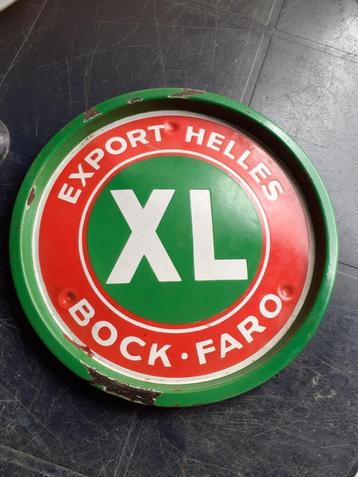 EXPORT HELLES
XL
BOCK · FARO